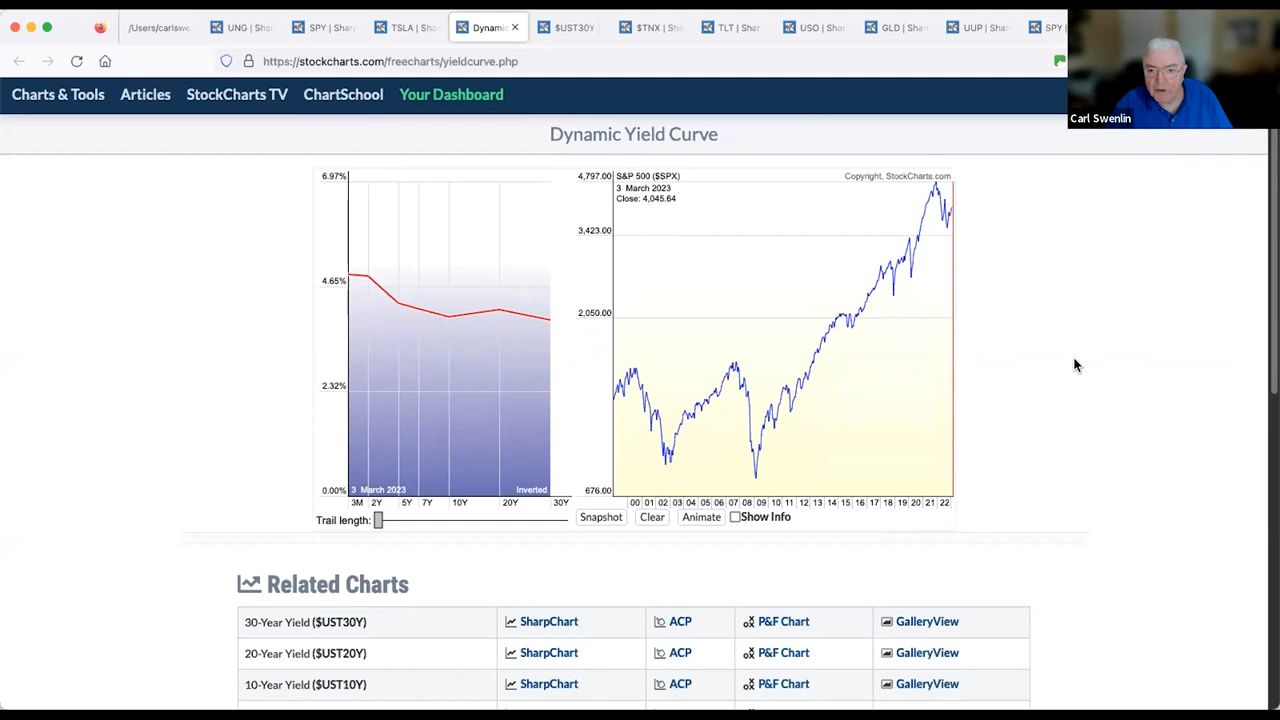 /Users/carlswe
UNG | Sha
SPY | Shar
TSLA | Sha
Dynamic
$UST30Y
$TNX | Sha
TLT | Shar
USO | Sha
GLD | Shar
UUP | Shar
SPY |
https://stockcharts.com/freecharts/yieldcurve.php
Carl Swenlin
Charts & Tools Articles StockCharts TV ChartSchool Your Dashboard
Dynamic Yield Curve
6.97%
4.65%
2.32%
0.00%
3 March 2023 Inverted
3M 2Y 5Y 7Y 10Y 20Y 30Y
Trail length:
4,797.00 S&P 500 ($SPX) Copyright, StockCharts.com
3 March 2023
Close: 4,045.64
3,423.00
2,050.00
676.00
00 01 02 03 04 05 06 07 08 09 10 11 12 13 14 15 16 17 18 19 20 21 22
Snapshot Clear Animate Show Info
Related Charts
30-Year Yield ($UST30Y) SharpChart ACP P&F Chart GalleryView
20-Year Yield ($UST20Y) SharpChart ACP P&F Chart GalleryView
10-Year Yield ($UST10Y) SharpChart ACP P&F Chart GalleryView